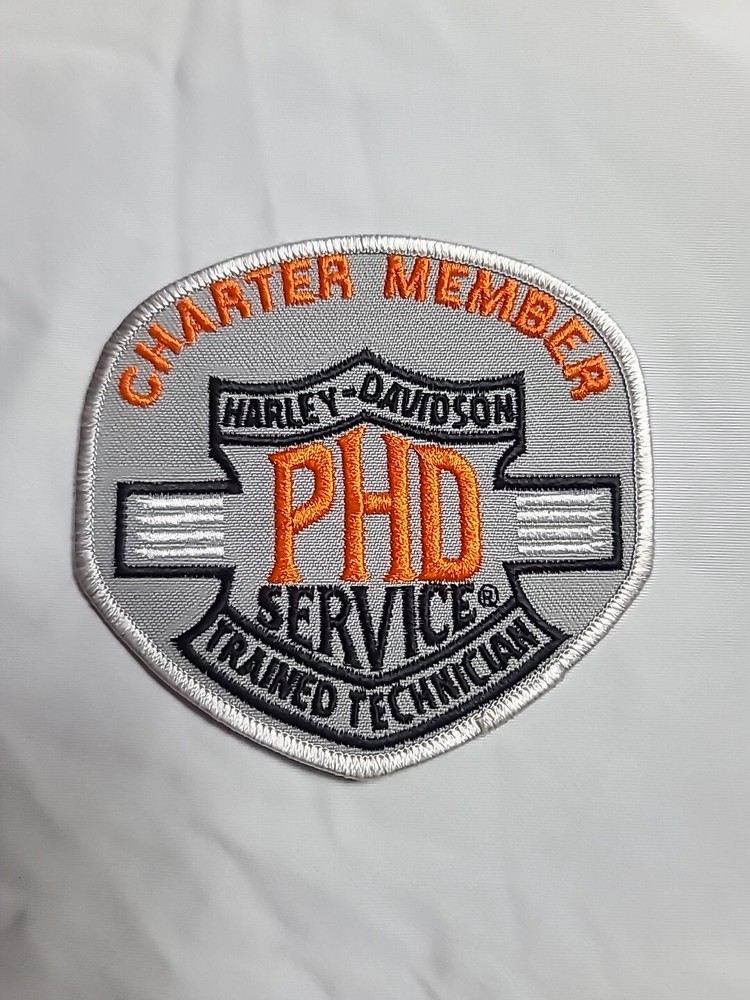 CHARTER MEMBER
HARLEY-DAVIDSON
PHD
SERVICE®
TRAINED TECHNICIAN